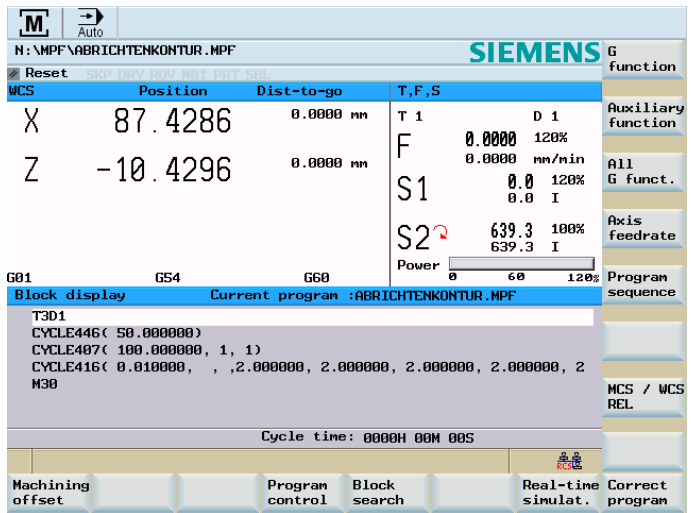 M
Auto
N:\MPF\ABRICHTENKONTUR.MPF
SIEMENS
G function
Reset SKP DRY ROV M01 PRT SBL
WCS Position Dist-to-go T,F,S
X 87.4286 0.0000 mm
T 1 D 1
Auxiliary function
F 0.0000 120%
0.0000 mm/min
Z -10.4296 0.0000 mm
All G funct.
S1 0.0 120%
0.0 I
Axis feedrate
S2 639.3 100%
639.3 I
Power
0 60 120%
G01 G54 G60
Program sequence
Block display Current program :ABRICHTENKONTUR.MPF
T3D1
CYCLE446( 50.000000)
CYCLE407( 100.000000, 1, 1)
CYCLE416( 0.010000, , ,2.000000, 2.000000, 2.000000, 2.000000, 2
M30
MCS / WCS REL
Cycle time: 0000H 00M 00S
RCS
Machining offset
Program control
Block search
Real-time simulat.
Correct program